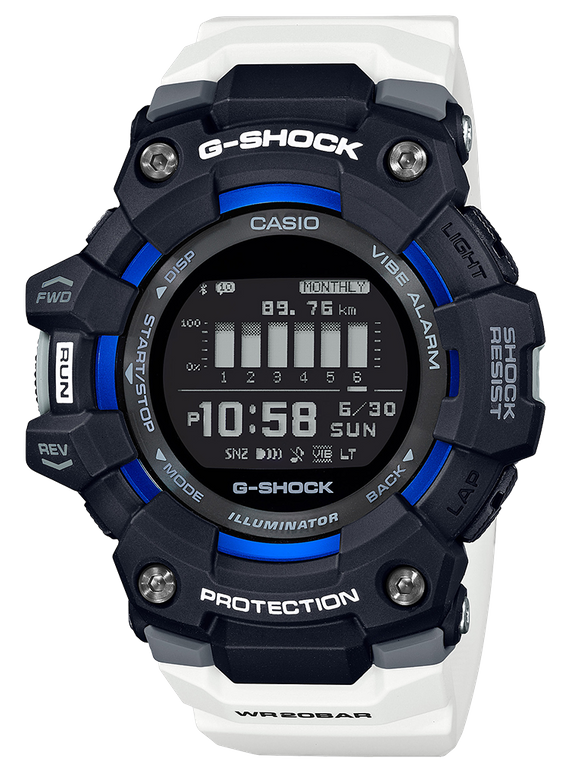 G-SHOCK
CASIO
DISP
VIBE ALARM
LIGHT
FWD
10
MONTHLY
89.76 km
100
0%
1 2 3 4 5 6
START/STOP
RUN
SHOCK
RESIST
P 10:58
6/30
SUN
REV
SNZ VIB LT
MODE
G-SHOCK
BACK
LAP
ILLUMINATOR
PROTECTION
WR20BAR